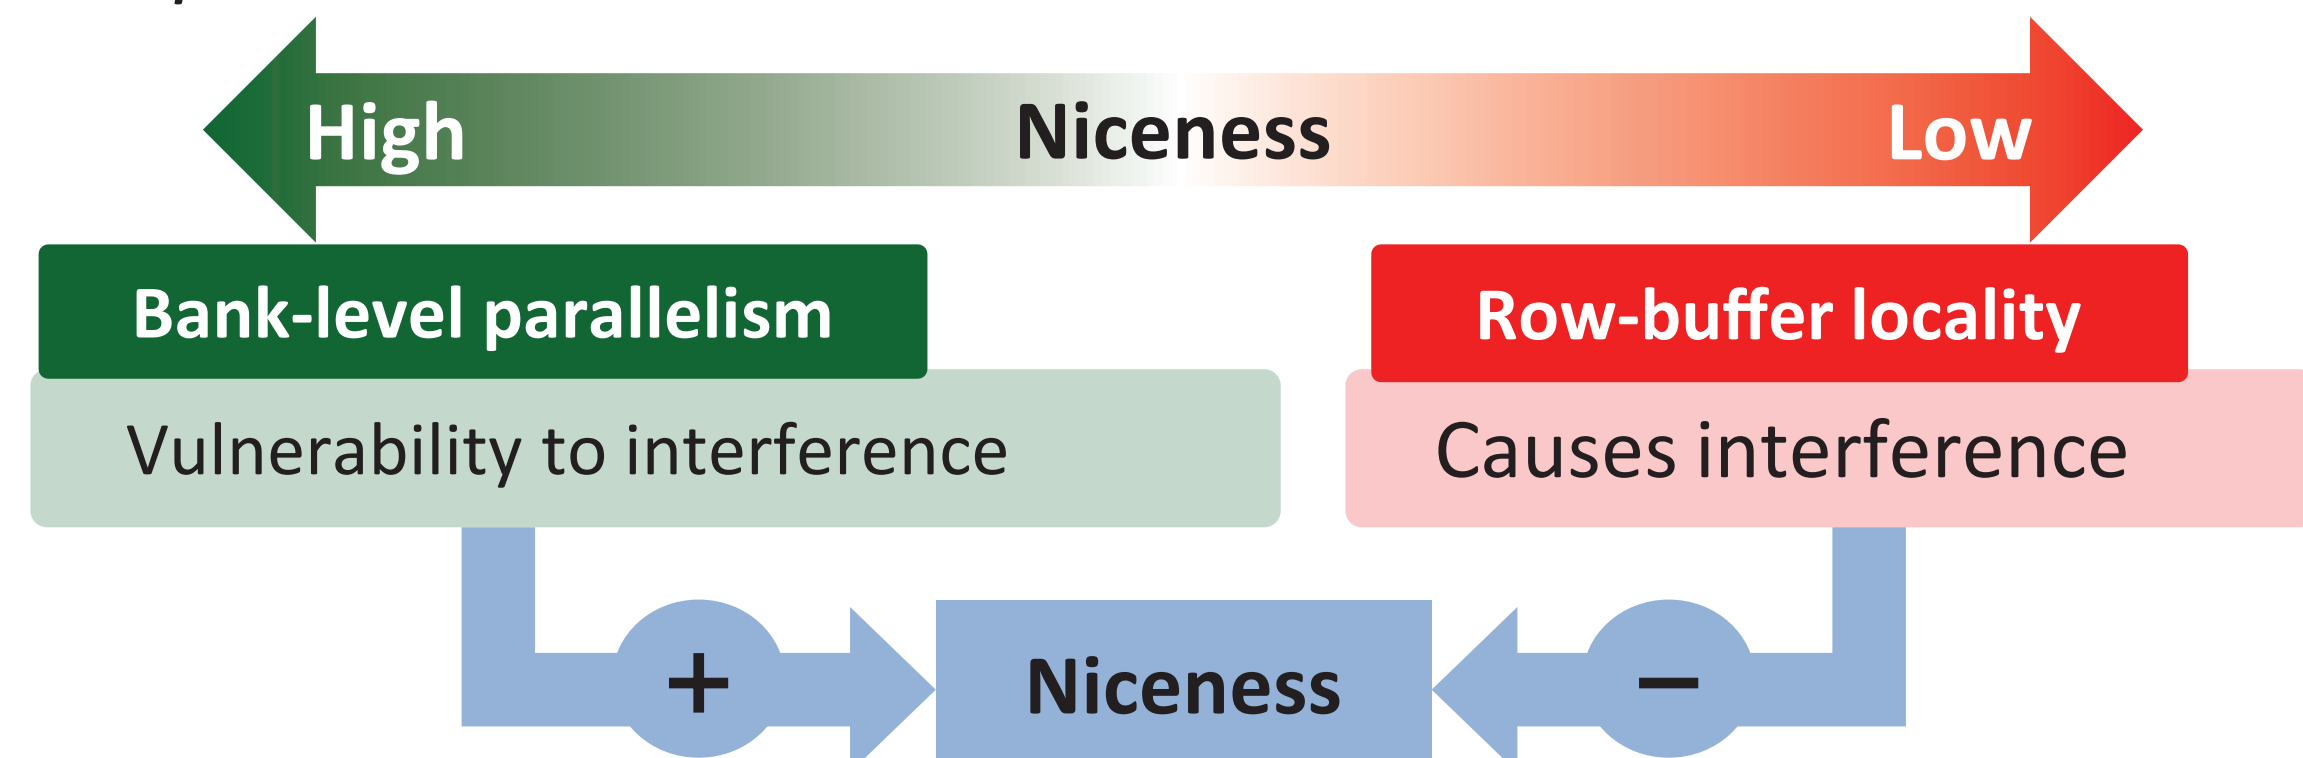 High Niceness Low
Bank-level parallelism Row-buffer locality
Vulnerability to interference Causes interference
+ Niceness −